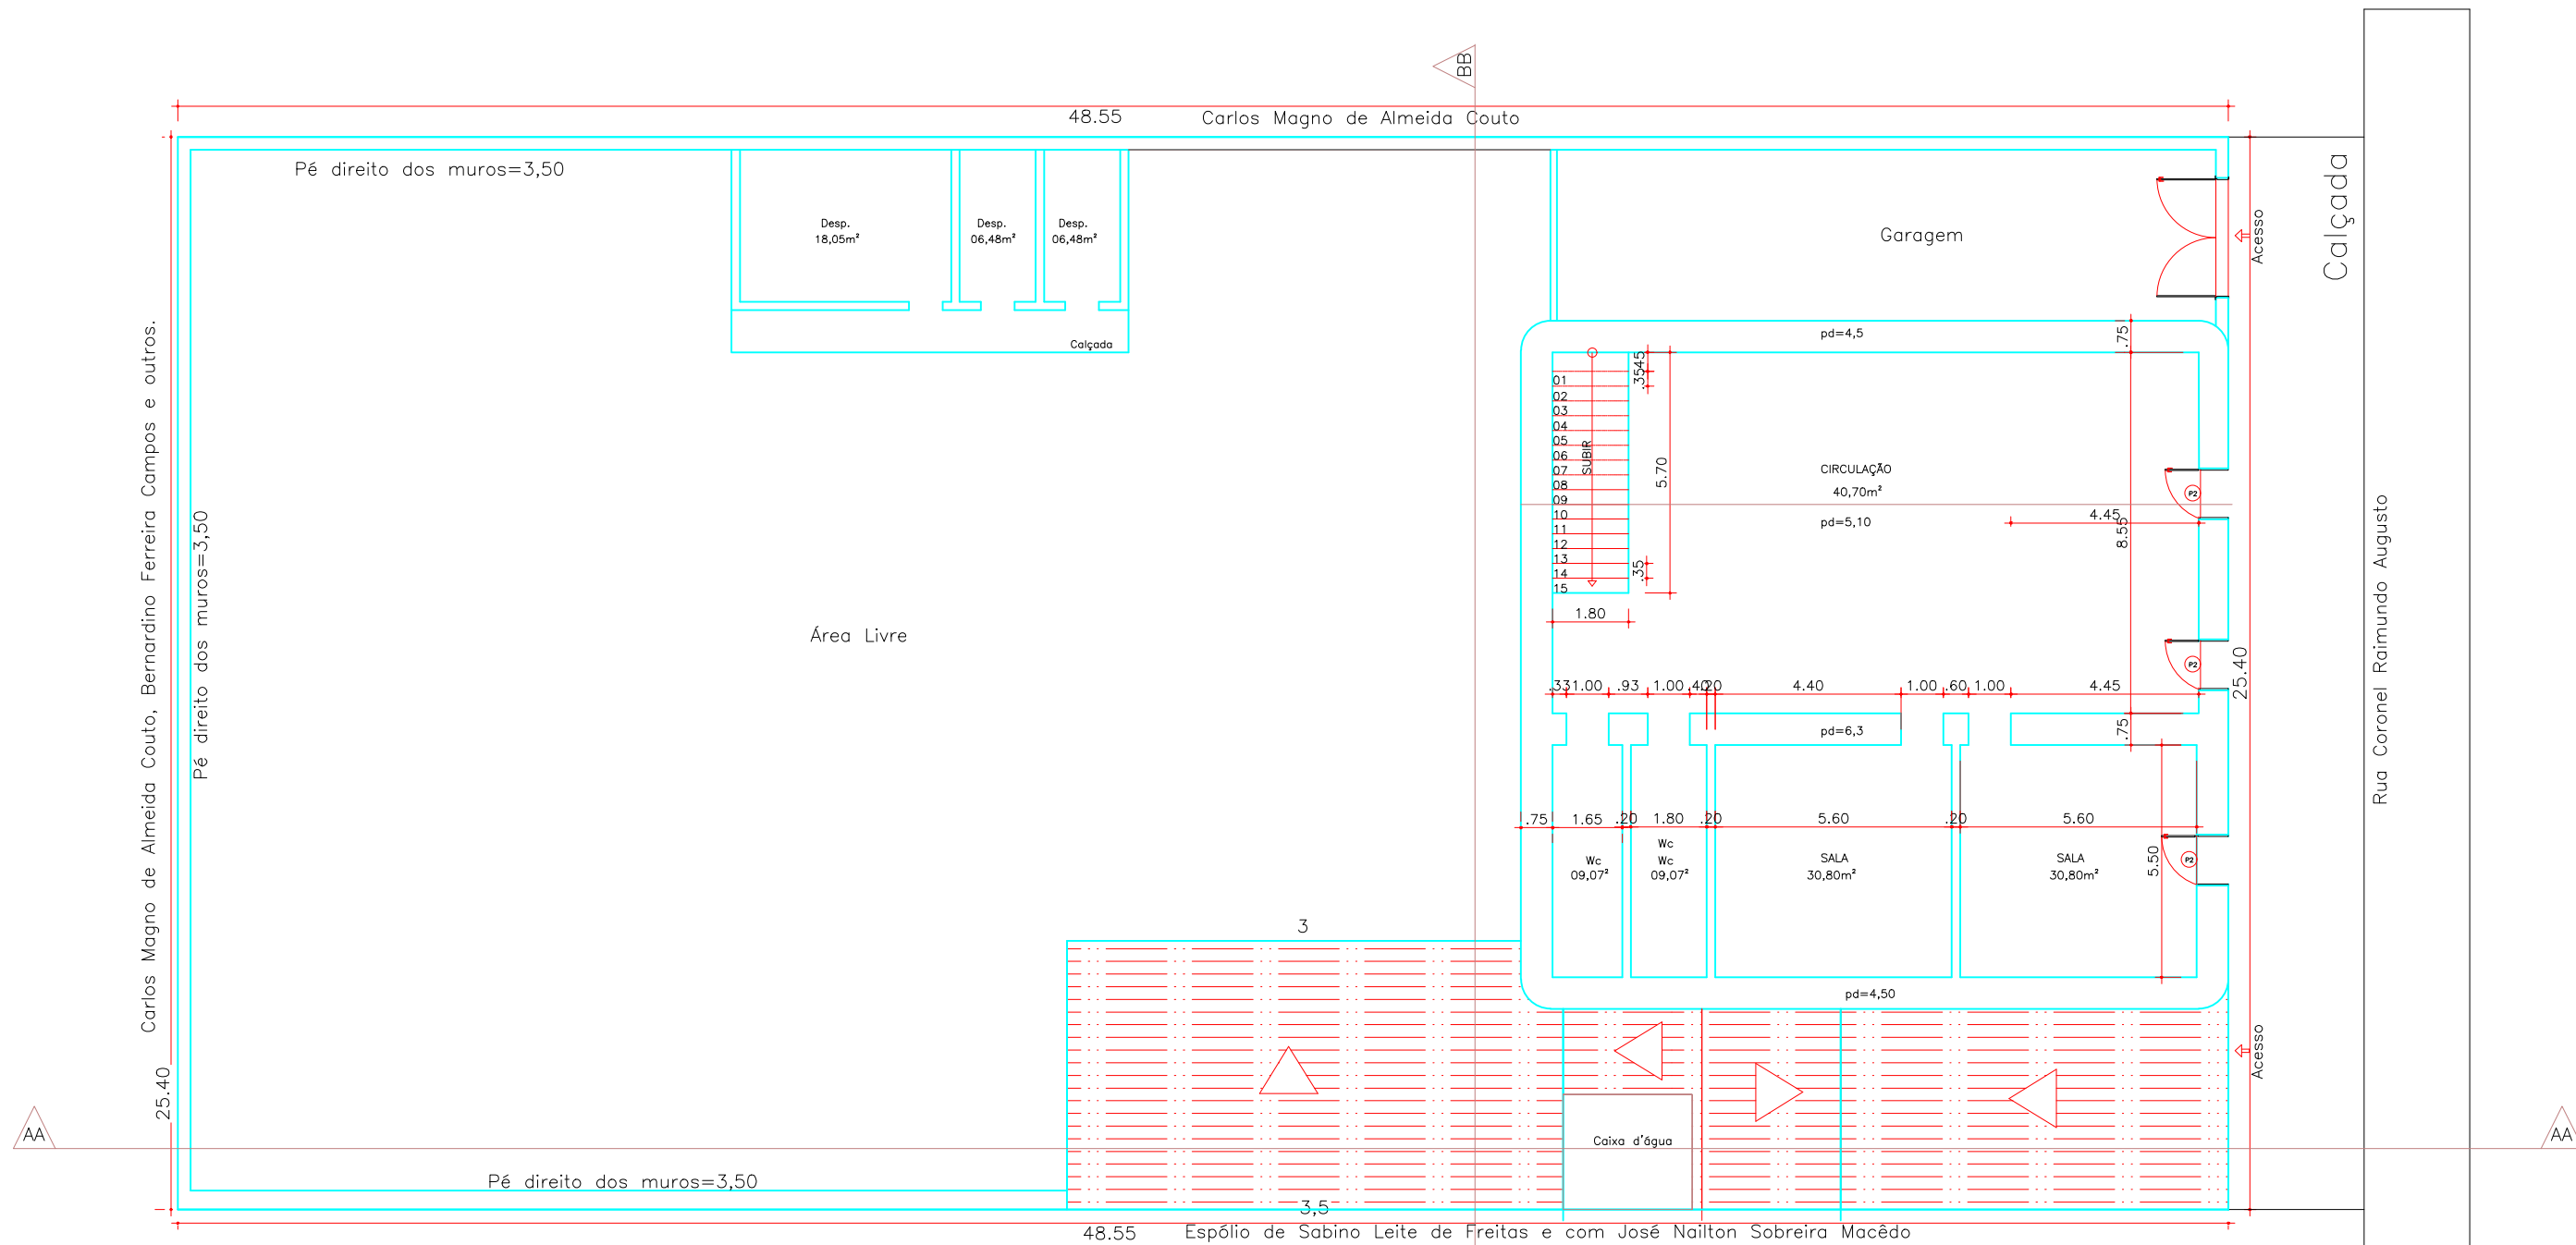 BB
48.55
Carlos Magno de Almeida Couto
Pé direito dos muros=3,50
Desp.
18,05m²
Desp.
06,48m²
Desp.
06,48m²
Calçada
Garagem
Acesso
Calçada
Carlos Magno de Almeida Couto, Bernardino Ferreira Campos e outros.
25.40
Pé direito dos muros=3,50
Área Livre
pd=4,5
.75
.45
.35
01
02
03
04
05
06
07
08
09
10
11
12
13
14
15
SUBIR
5.70
.35
1.80
CIRCULAÇÃO
40,70m²
pd=5,10
4.45
8.55
P2
P2
25.40
Rua Coronel Raimundo Augusto
.33
1.00
.93
1.00
.40
.20
4.40
1.00
.60
1.00
4.45
pd=6,3
.75
.75
1.65
.20
1.80
.20
5.60
.20
5.60
5.50
P2
Wc
09,07²
Wc
Wc
09,07²
SALA
30,80m²
SALA
30,80m²
pd=4,50
3
Acesso
Caixa d'água
AA
AA
Pé direito dos muros=3,50
3,5
48.55
Espólio de Sabino Leite de Freitas e com José Nailton Sobreira Macêdo